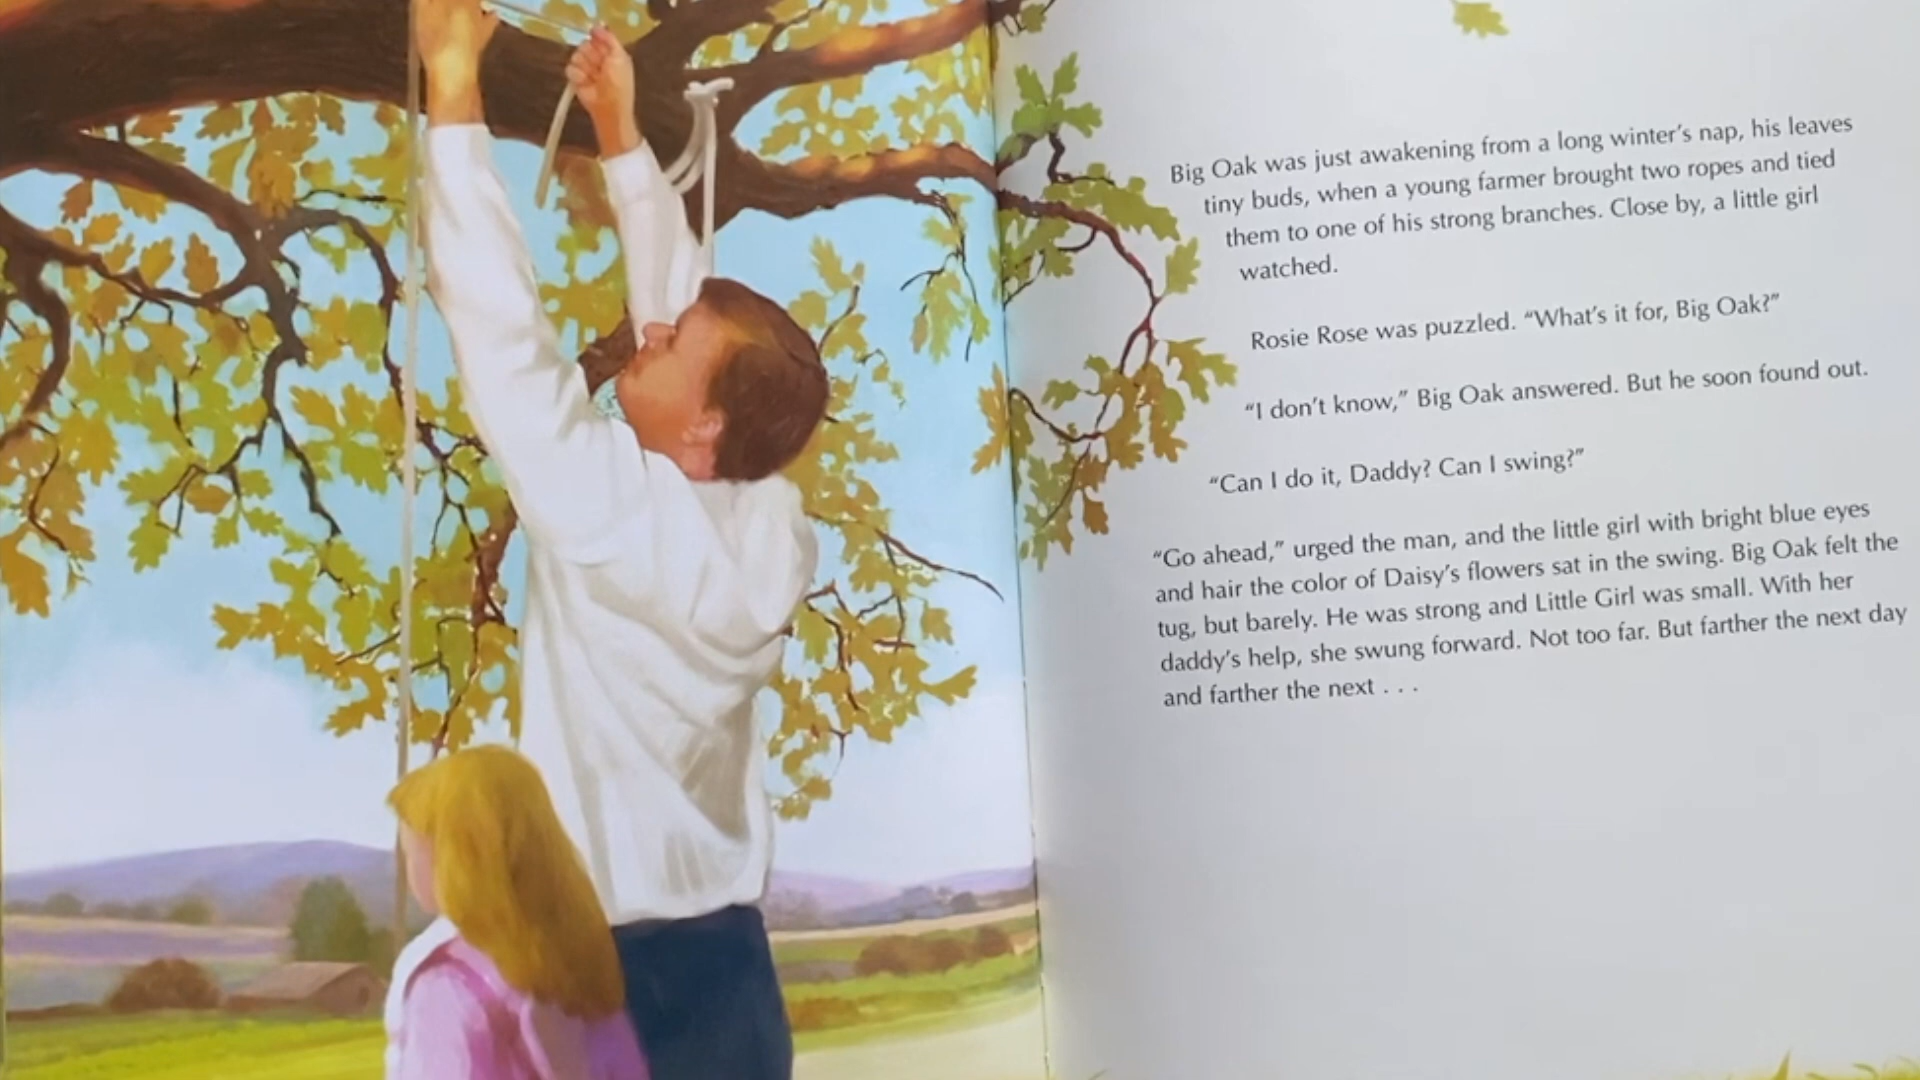 Big Oak was just awakening from a long winter’s nap, his leaves
tiny buds, when a young farmer brought two ropes and tied
them to one of his strong branches. Close by, a little girl
watched.
Rosie Rose was puzzled. “What’s it for, Big Oak?”
“I don’t know,” Big Oak answered. But he soon found out.
“Can I do it, Daddy? Can I swing?”
“Go ahead,” urged the man, and the little girl with bright blue eyes
and hair the color of Daisy’s flowers sat in the swing. Big Oak felt the
tug, but barely. He was strong and Little Girl was small. With her
daddy’s help, she swung forward. Not too far. But farther the next day
and farther the next . . .